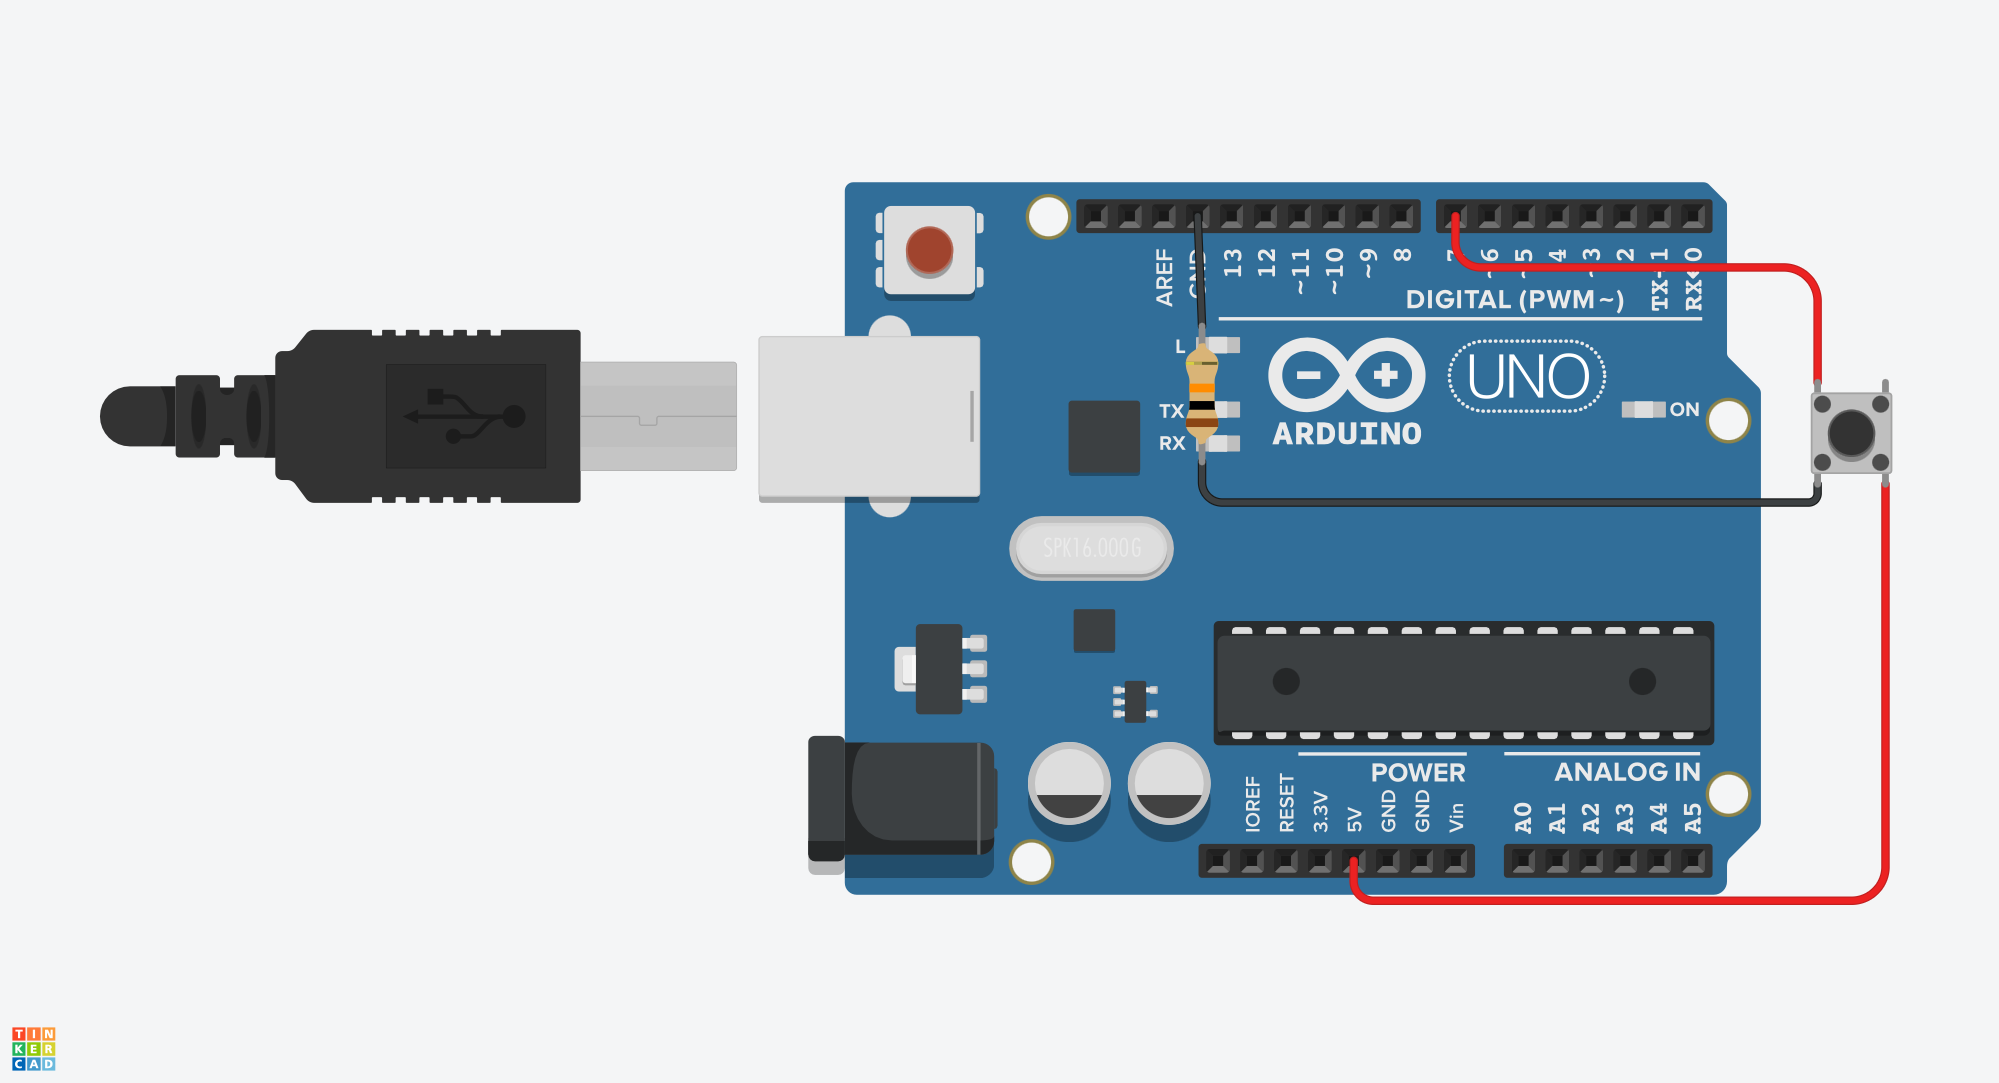 AREF
GND
13
12
~11
~10
~9
8
7
~6
~5
4
~3
2
TX→1
RX←0
DIGITAL (PWM~)
L
TX
RX
UNO
ON
ARDUINO
SPK16.000G
POWER
ANALOG IN
IOREF
RESET
3.3V
5V
GND
GND
Vin
A0
A1
A2
A3
A4
A5
TIN
KER
CAD